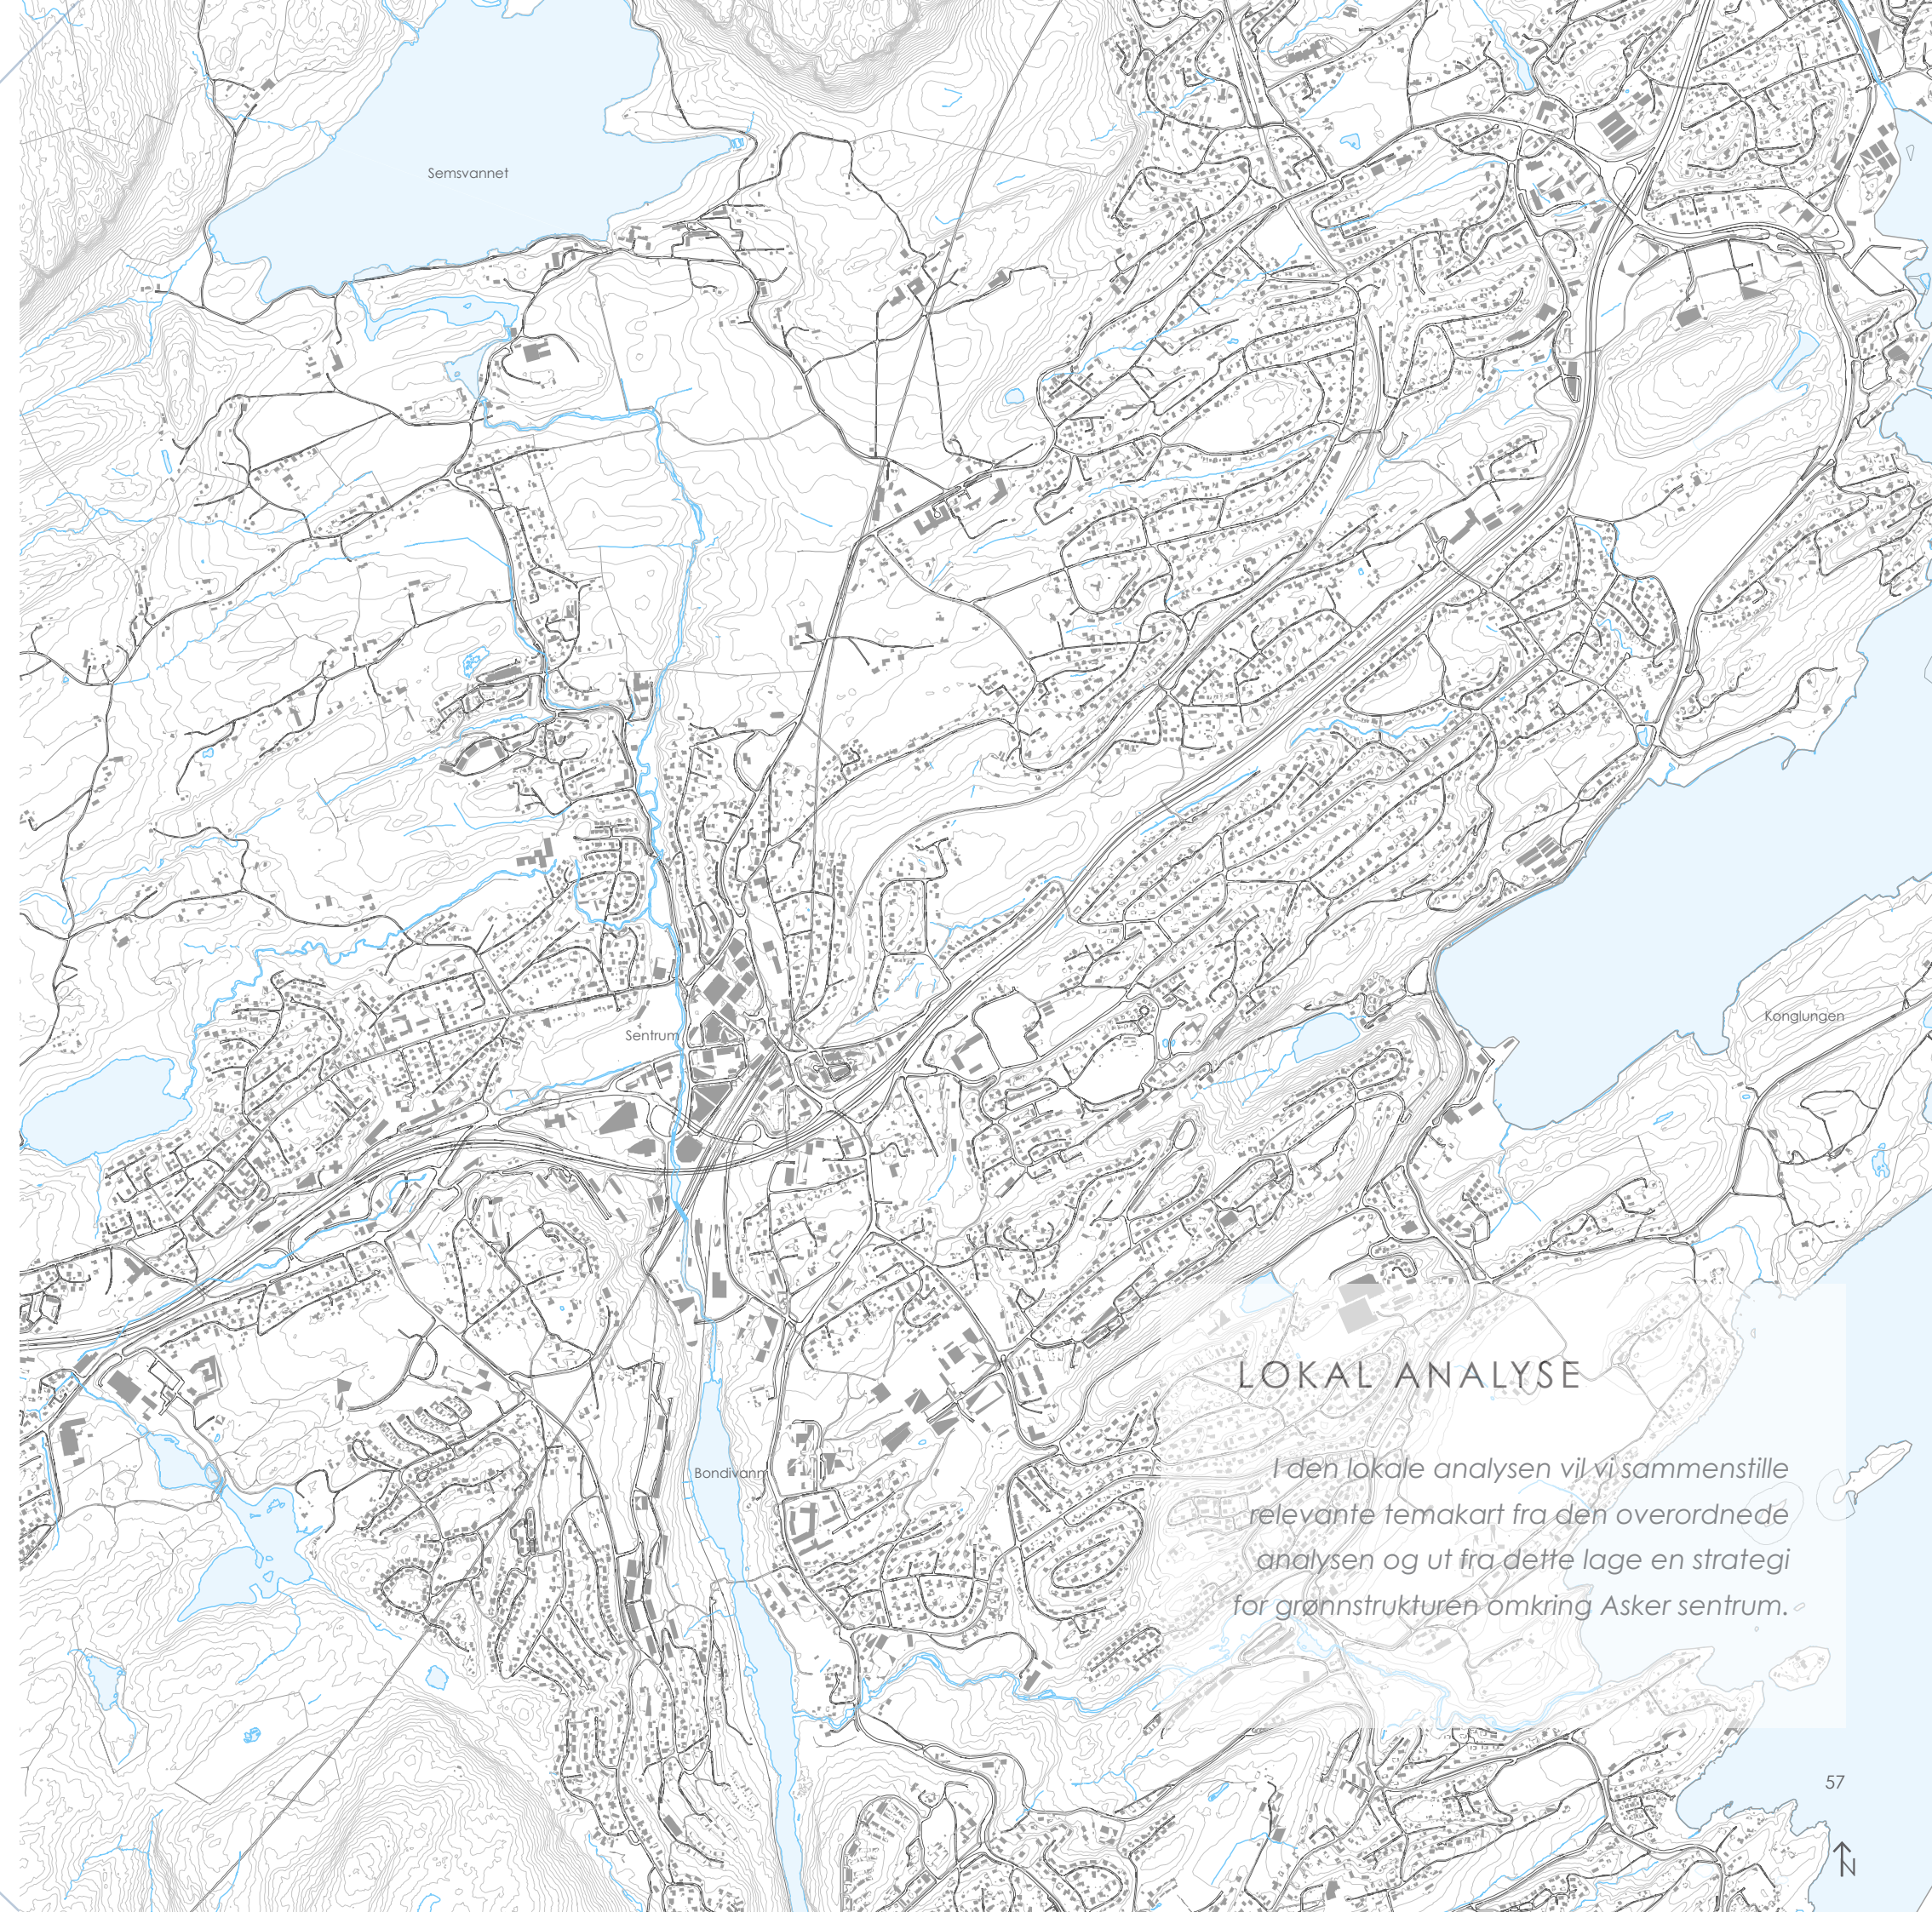 Semsvannet
Sentrum
Konglungen
LOKAL ANALYSE
I den lokale analysen vil vi sammenstille
relevante temakart fra den overordnede
analysen og ut fra dette lage en strategi
for grønnstrukturen omkring Asker sentrum.
Bondivann
57
N